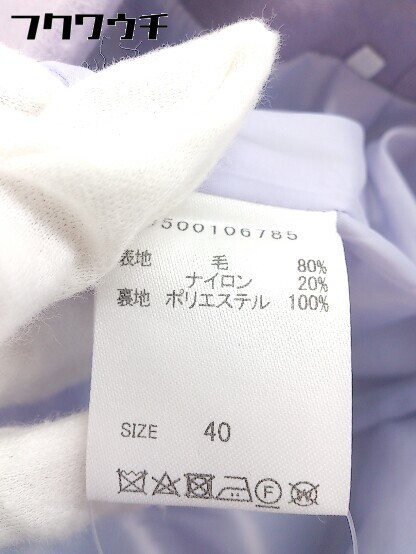 フクワウチ
500106785
表地 毛 80%
ナイロン 20%
裏地 ポリエステル 100%
SIZE 40
F W